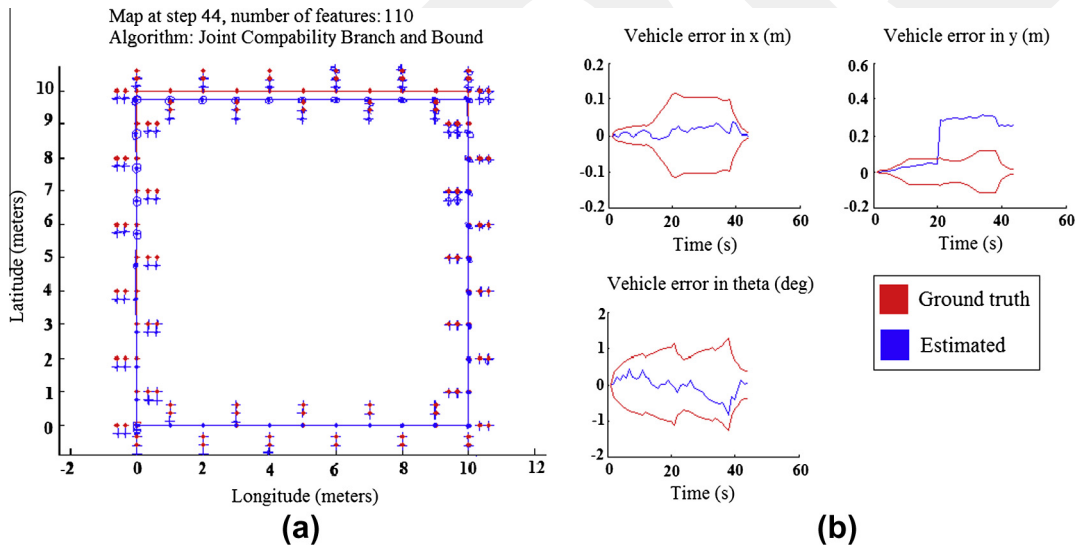 Map at step 44, number of features: 110
Algorithm: Joint Compability Branch and Bound
10
9
8
7
6
5
4
3
2
1
0
Latitude (meters)
-2 0 2 4 6 8 10 12
Longitude (meters)
(a)
Vehicle error in x (m)
0.2
0.1
0
-0.1
-0.2
0 20 40 60
Time (s)
Vehicle error in y (m)
0.6
0.4
0.2
0
-0.2
0 20 40 60
Time (s)
Vehicle error in theta (deg)
2
1
0
-1
-2
0 20 40 60
Time (s)
Ground truth
Estimated
(b)